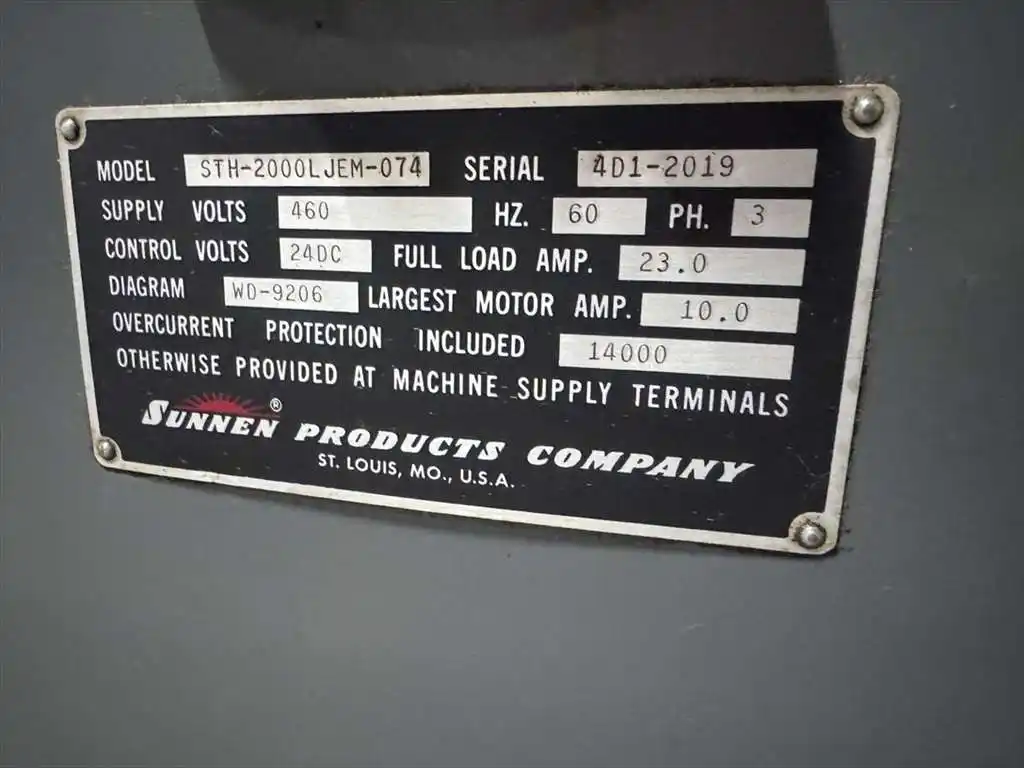 MODEL STH-2000LJEM-074 SERIAL 4D1-2019
SUPPLY VOLTS 460 HZ. 60 PH. 3
CONTROL VOLTS 24DC FULL LOAD AMP. 23.0
DIAGRAM WD-9206 LARGEST MOTOR AMP. 10.0
OVERCURRENT PROTECTION INCLUDED 14000
OTHERWISE PROVIDED AT MACHINE SUPPLY TERMINALS
SUNNEN® PRODUCTS COMPANY
ST. LOUIS, MO., U.S.A.